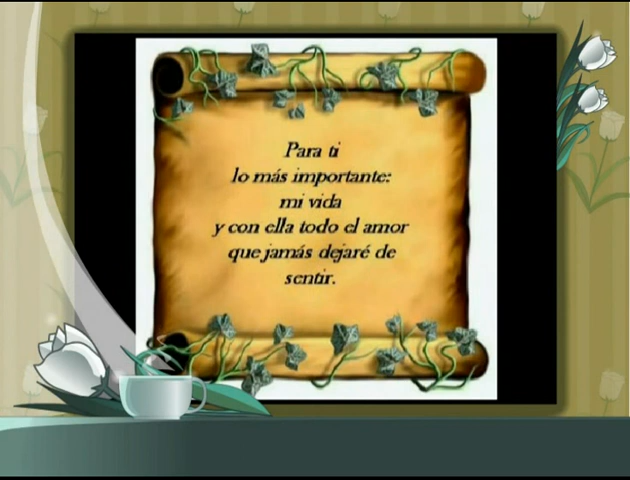 Para ti
lo más importante:
mi vida
y con ella todo el amor
que jamás dejaré de
sentir.